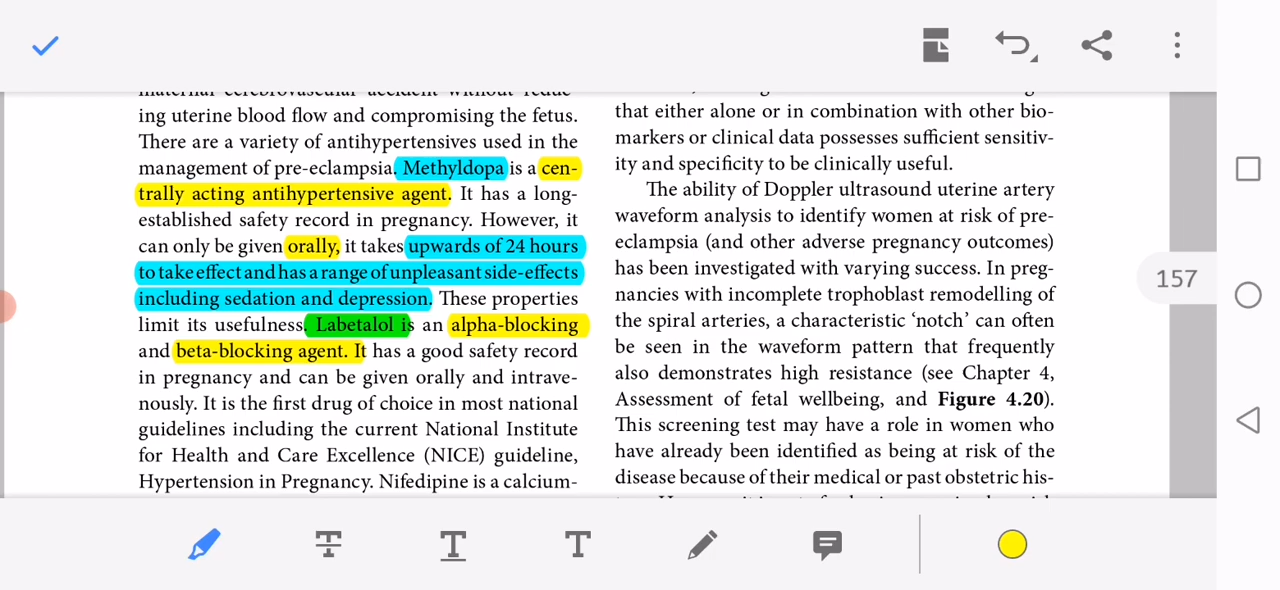 maternal cerebrovascular accident without reduc-
ing uterine blood flow and compromising the fetus.
There are a variety of antihypertensives used in the
management of pre-eclampsia. Methyldopa is a cen-
trally acting antihypertensive agent. It has a long-
established safety record in pregnancy. However, it
can only be given orally, it takes upwards of 24 hours
to take effect and has a range of unpleasant side-effects
including sedation and depression. These properties
limit its usefulness. Labetalol is an alpha-blocking
and beta-blocking agent. It has a good safety record
in pregnancy and can be given orally and intrave-
nously. It is the first drug of choice in most national
guidelines including the current National Institute
for Health and Care Excellence (NICE) guideline,
Hypertension in Pregnancy. Nifedipine is a calcium-
that either alone or in combination with other bio-
markers or clinical data possesses sufficient sensitiv-
ity and specificity to be clinically useful.
The ability of Doppler ultrasound uterine artery
waveform analysis to identify women at risk of pre-
eclampsia (and other adverse pregnancy outcomes)
has been investigated with varying success. In preg-
nancies with incomplete trophoblast remodelling of
the spiral arteries, a characteristic ‘notch’ can often
be seen in the waveform pattern that frequently
also demonstrates high resistance (see Chapter 4,
Assessment of fetal wellbeing, and Figure 4.20).
This screening test may have a role in women who
have already been identified as being at risk of the
disease because of their medical or past obstetric his-
157
T
T
T